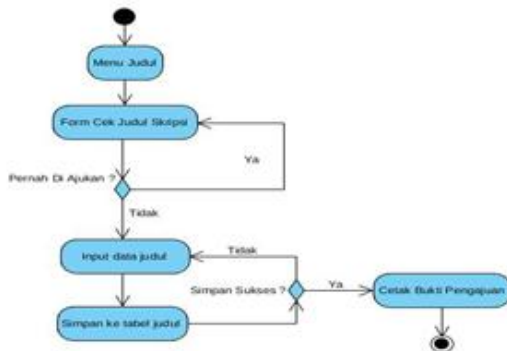 Menu Judul
Form Cek Judul Skripsi
Ya
Pernah Di Ajukan ?
Tidak
Input data judul
Tidak
Simpan Sukses ?
Ya
Cetak Bukti Pengajuan
Simpan ke tabel judul